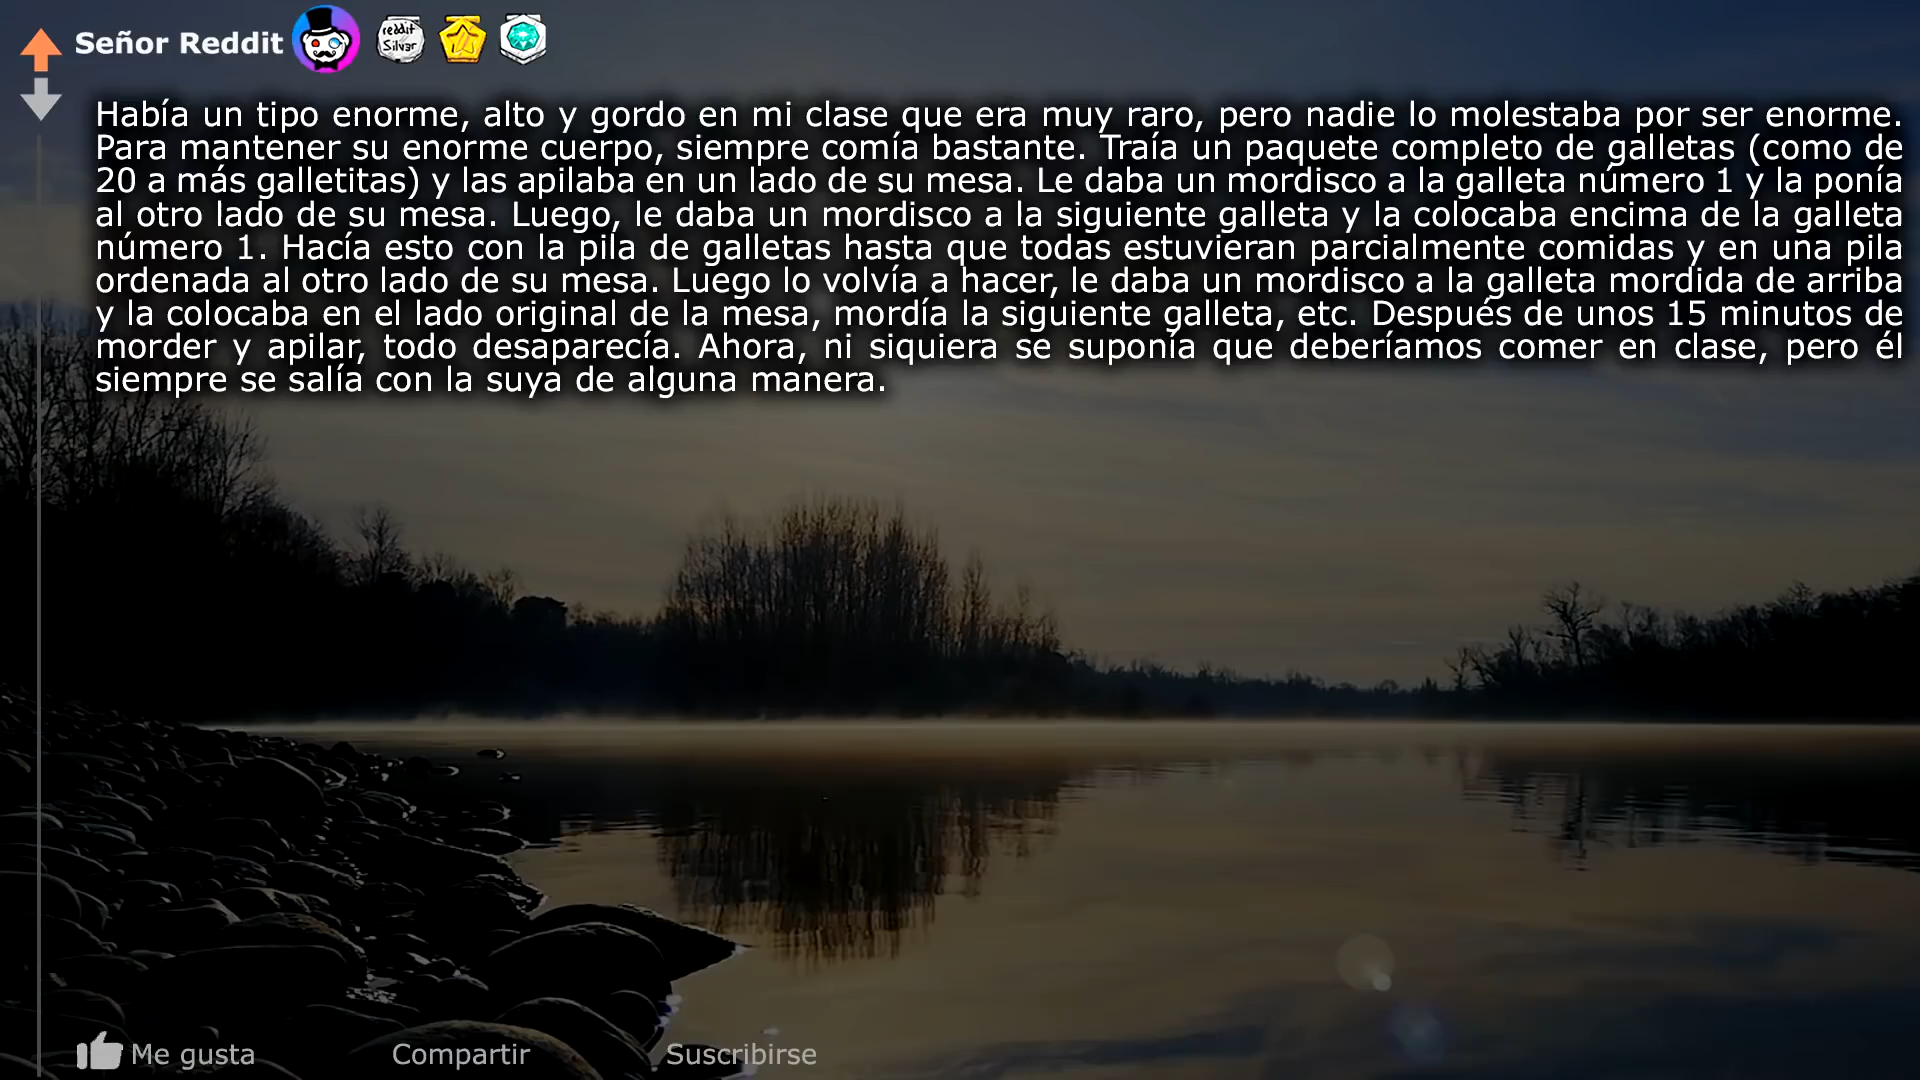 Señor Reddit
reddit
Silvər
Había un tipo enorme, alto y gordo en mi clase que era muy raro, pero nadie lo molestaba por ser enorme.
Para mantener su enorme cuerpo, siempre comía bastante. Traía un paquete completo de galletas (como de
20 a más galletitas) y las apilaba en un lado de su mesa. Le daba un mordisco a la galleta número 1 y la ponía
al otro lado de su mesa. Luego, le daba un mordisco a la siguiente galleta y la colocaba encima de la galleta
número 1. Hacía esto con la pila de galletas hasta que todas estuvieran parcialmente comidas y en una pila
ordenada al otro lado de su mesa. Luego lo volvía a hacer, le daba un mordisco a la galleta mordida de arriba
y la colocaba en el lado original de la mesa, mordía la siguiente galleta, etc. Después de unos 15 minutos de
morder y apilar, todo desaparecía. Ahora, ni siquiera se suponía que deberíamos comer en clase, pero él
siempre se salía con la suya de alguna manera.
Me gusta
Compartir
Suscribirse